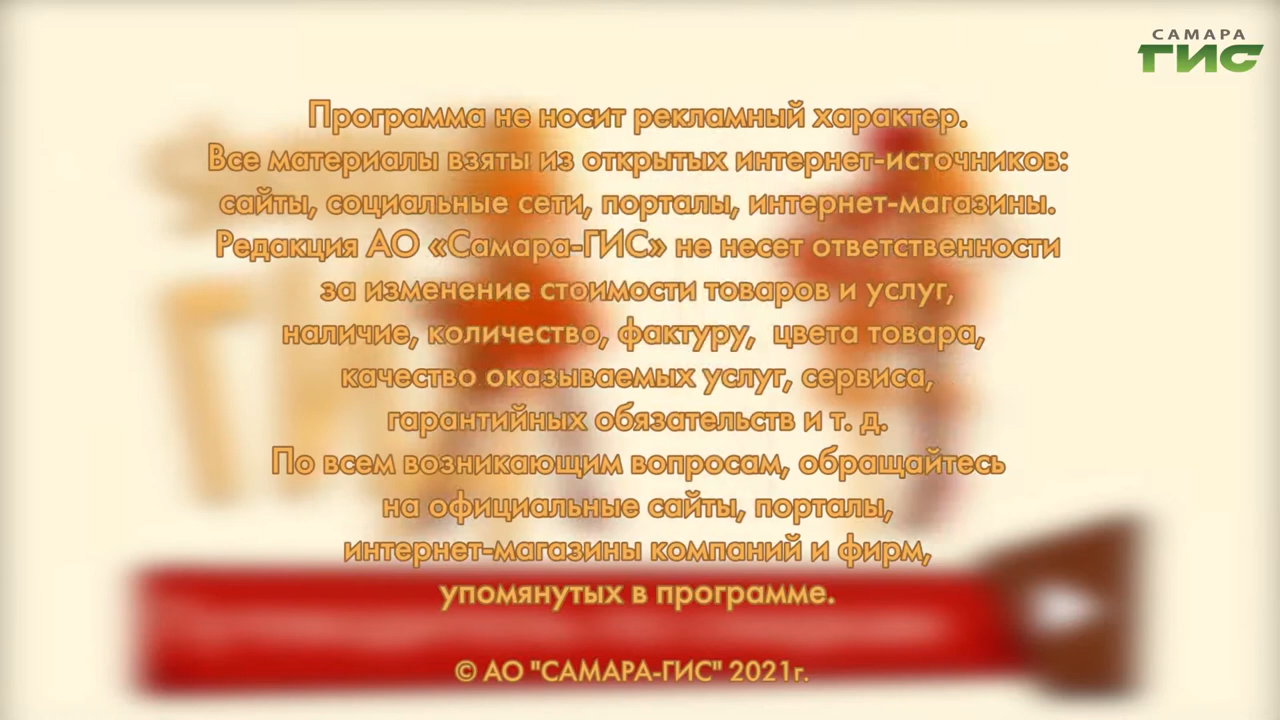 САМАРА
ГИС
Программа не носит рекламный характер.
Все материалы взяты из открытых интернет-источников:
сайты, социальные сети, порталы, интернет-магазины.
Редакция АО «Самара-ГИС» не несет ответственности
за изменение стоимости товаров и услуг,
наличие, количество, фактуру, цвета товара,
качество оказываемых услуг, сервиса,
гарантийных обязательств и т. д.
По всем возникающим вопросам, обращайтесь
на официальные сайты, порталы,
интернет-магазины компаний и фирм,
упомянутых в программе.
© АО "САМАРА-ГИС" 2021г.